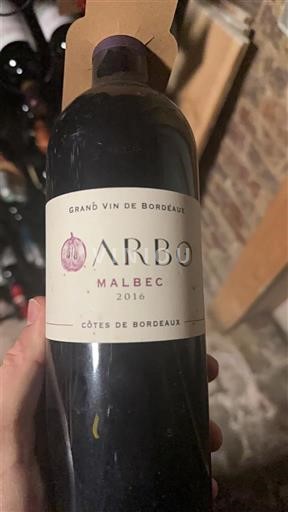 GRAND VIN DE BORDEAUX
ARBO
MALBEC
2016
CÔTES DE BORDEAUX